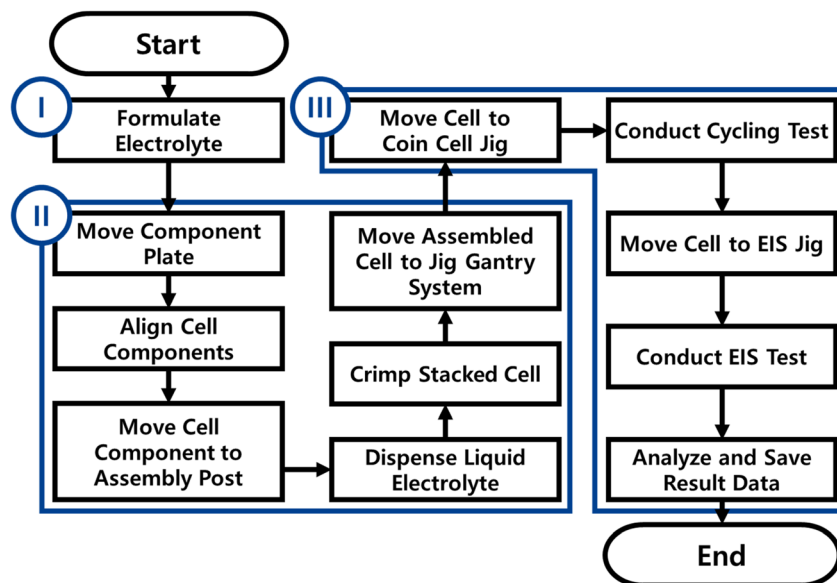 Start
I
Formulate
Electrolyte
II
Move Component
Plate
Align Cell
Components
Move Cell
Component to
Assembly Post
Dispense Liquid
Electrolyte
Crimp Stacked Cell
Move Assembled
Cell to Jig Gantry
System
III
Move Cell to
Coin Cell Jig
Conduct Cycling Test
Move Cell to EIS Jig
Conduct EIS Test
Analyze and Save
Result Data
End